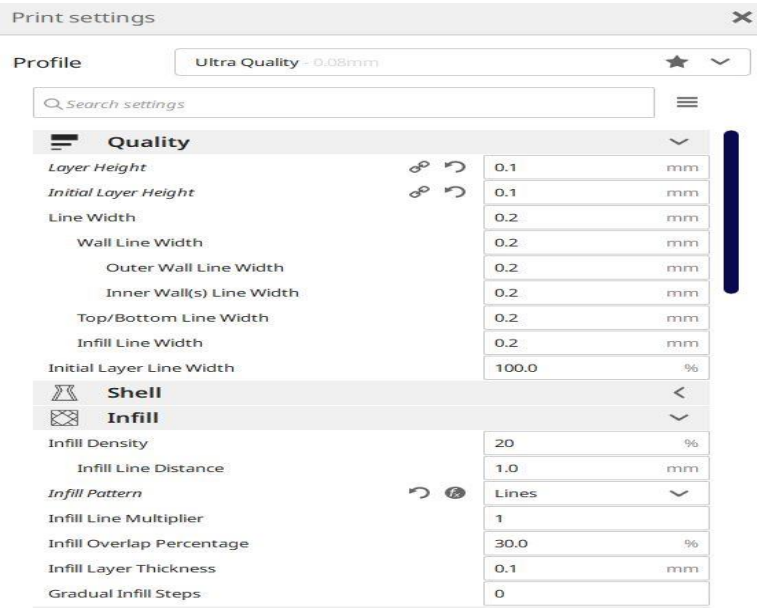 Print settings
Profile Ultra Quality - 0.08mm
Search settings
Quality
Layer Height 0.1 mm
Initial Layer Height 0.1 mm
Line Width 0.2 mm
Wall Line Width 0.2 mm
Outer Wall Line Width 0.2 mm
Inner Wall(s) Line Width 0.2 mm
Top/Bottom Line Width 0.2 mm
Infill Line Width 0.2 mm
Initial Layer Line Width 100.0 %
Shell
Infill
Infill Density 20 %
Infill Line Distance 1.0 mm
Infill Pattern fx Lines
Infill Line Multiplier 1
Infill Overlap Percentage 30.0 %
Infill Layer Thickness 0.1 mm
Gradual Infill Steps 0